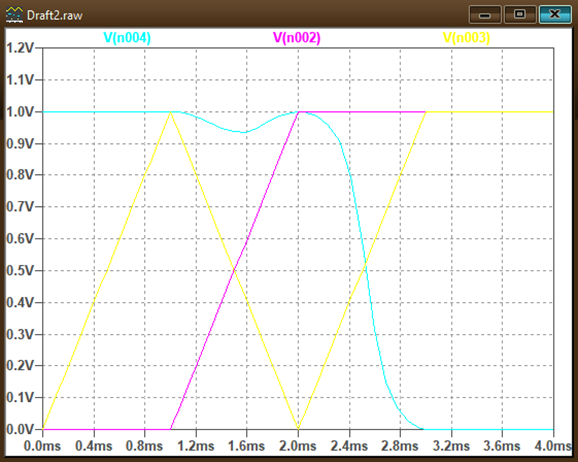 Draft2.raw
V(n004) V(n002) V(n003)
1.2V
1.1V
1.0V
0.9V
0.8V
0.7V
0.6V
0.5V
0.4V
0.3V
0.2V
0.1V
0.0V
0.0ms 0.4ms 0.8ms 1.2ms 1.6ms 2.0ms 2.4ms 2.8ms 3.2ms 3.6ms 4.0ms